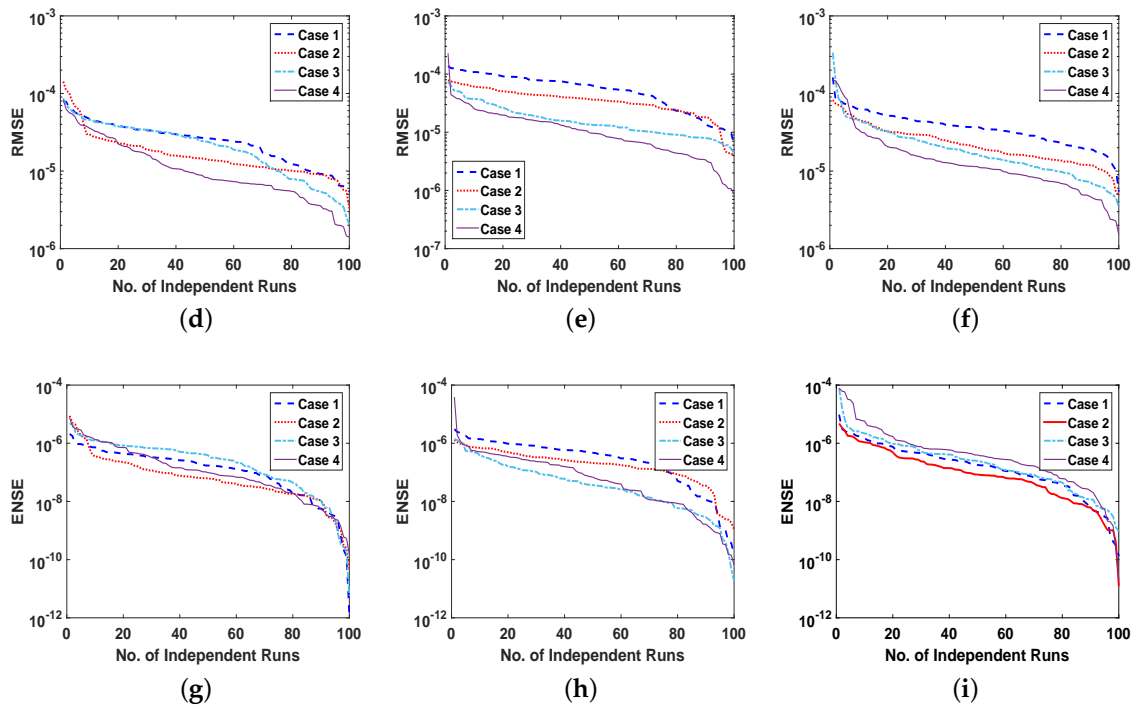 10^-3
10^-4
10^-5
10^-6
RMSE
0 20 40 60 80 100
No. of Independent Runs
Case 1
Case 2
Case 3
Case 4
(d)
10^-3
10^-4
10^-5
10^-6
10^-7
RMSE
0 20 40 60 80 100
No. of Independent Runs
Case 1
Case 2
Case 3
Case 4
(e)
10^-3
10^-4
10^-5
10^-6
RMSE
0 20 40 60 80 100
No. of Independent Runs
Case 1
Case 2
Case 3
Case 4
(f)
10^-4
10^-6
10^-8
10^-10
10^-12
ENSE
0 20 40 60 80 100
No. of Independent Runs
Case 1
Case 2
Case 3
Case 4
(g)
10^-4
10^-6
10^-8
10^-10
10^-12
ENSE
0 20 40 60 80 100
No. of Independent Runs
Case 1
Case 2
Case 3
Case 4
(h)
10^-4
10^-6
10^-8
10^-10
10^-12
ENSE
0 20 40 60 80 100
No. of Independent Runs
Case 1
Case 2
Case 3
Case 4
(i)